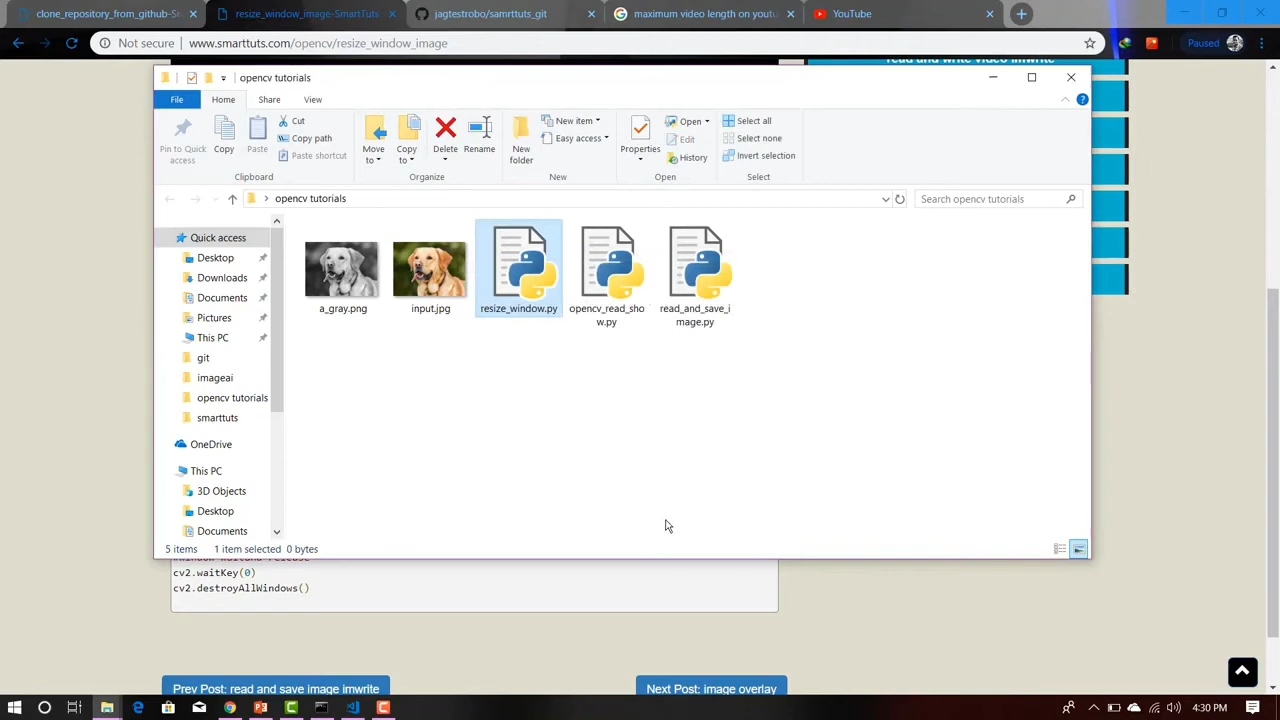 clone_repository_from_github-Sm
resize_window_image-SmartTuts
jagtestrobo/samrttuts_git
maximum video length on youtu
YouTube
Not secure
www.smarttuts.com/opencv/resize_window_image
Paused
read and write video imwrite
opencv tutorials
File
Home
Share
View
Pin to Quick access
Copy
Paste
Cut
Copy path
Paste shortcut
Move to
Copy to
Delete
Rename
New folder
New item
Easy access
Properties
Open
Edit
History
Select all
Select none
Invert selection
Clipboard
Organize
New
Open
Select
opencv tutorials
Search opencv tutorials
Quick access
Desktop
Downloads
Documents
Pictures
This PC
git
imageai
opencv tutorials
smarttuts
OneDrive
This PC
3D Objects
Desktop
Documents
a_gray.png
input.jpg
resize_window.py
opencv_read_sho
w.py
read_and_save_i
mage.py
5 items
1 item selected 0 bytes
cv2.waitKey(0)
cv2.destroyAllWindows()
Prev Post: read and save image imwrite
Next Post: image overlay
4:30 PM